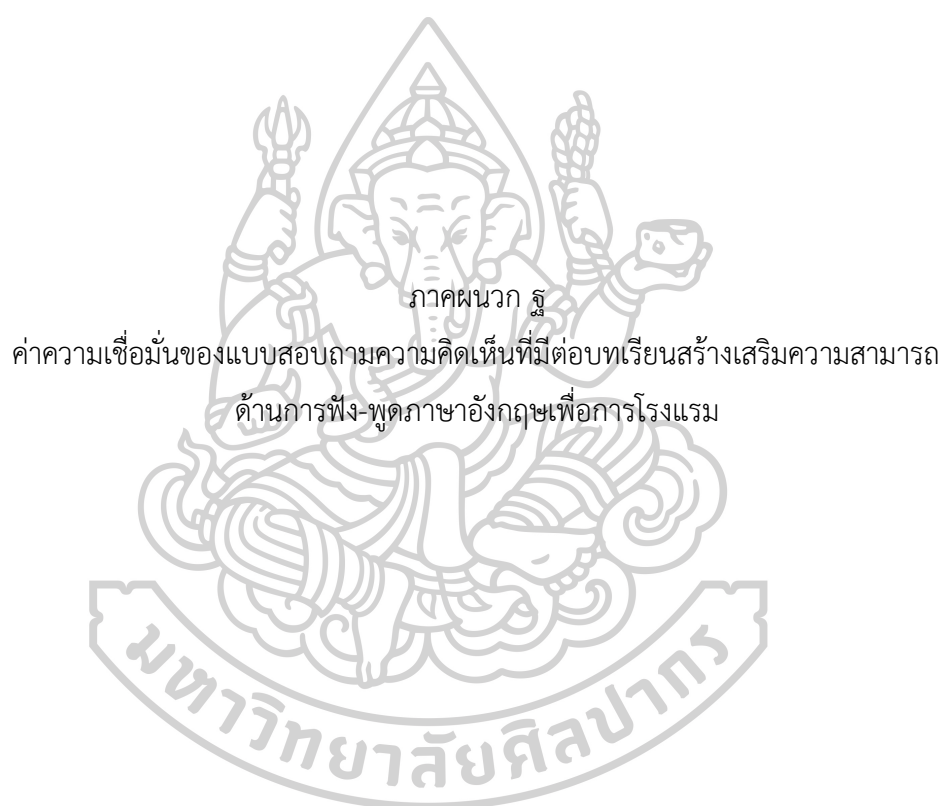 ภาคผนวก ฐ
ค่าความเชื่อมั่นของแบบสอบถามความคิดเห็นที่มีต่อบทเรียนสร้างเสริมความสามารถ
ด้านการฟัง-พูดภาษาอังกฤษเพื่อการโรงแรม
มหาวิทยาลัยศิลปากร